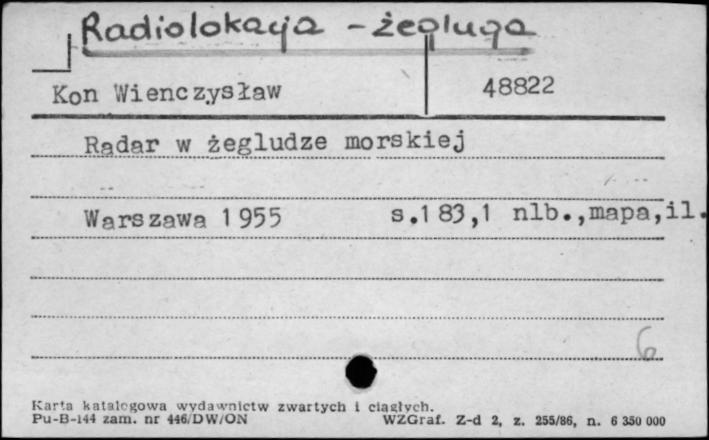 Radiolokacja - żegluga
Kon Wienczysław 48822
Radar w żegludze morskiej
Warszawa 1955 s.183,1 nlb.,mapa,il.
6
Karta katalogowa wydawnictw zwartych i ciągłych.
Pu-B-144 zam. nr 446/DW/ON WZGraf. Z-d 2, z. 255/86, n. 6 350 000